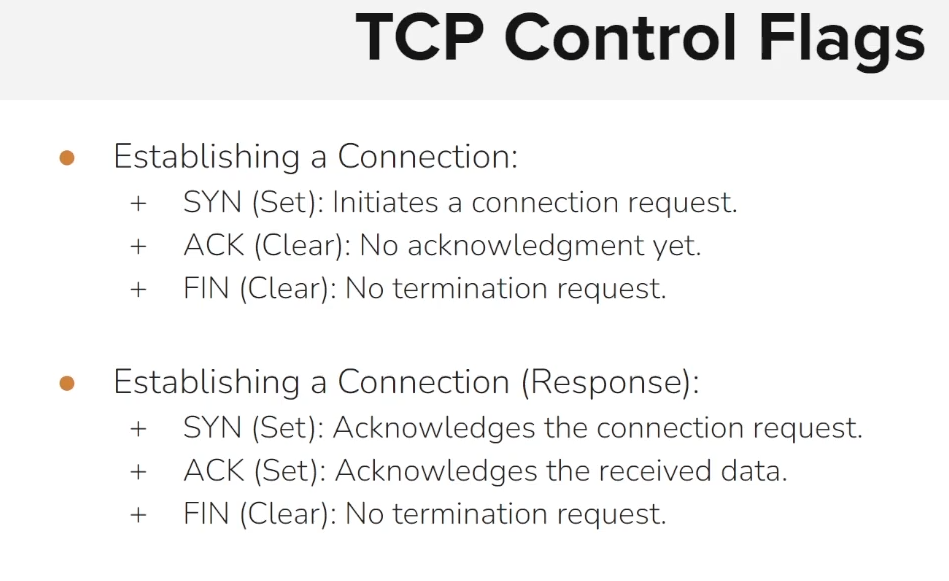 TCP Control Flags
● Establishing a Connection:
+ SYN (Set): Initiates a connection request.
+ ACK (Clear): No acknowledgment yet.
+ FIN (Clear): No termination request.
● Establishing a Connection (Response):
+ SYN (Set): Acknowledges the connection request.
+ ACK (Set): Acknowledges the received data.
+ FIN (Clear): No termination request.